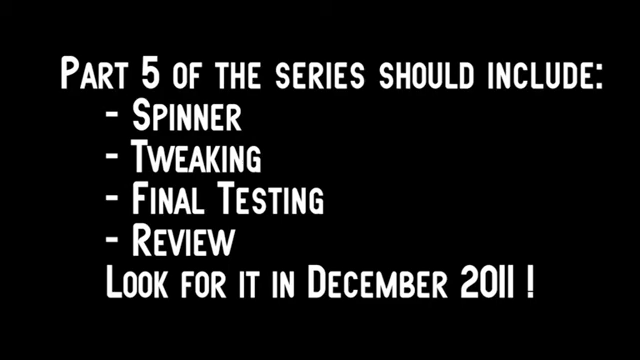 Part 5 of the series should include:
- Spinner
- Tweaking
- Final Testing
- Review
Look for it in December 2011 !